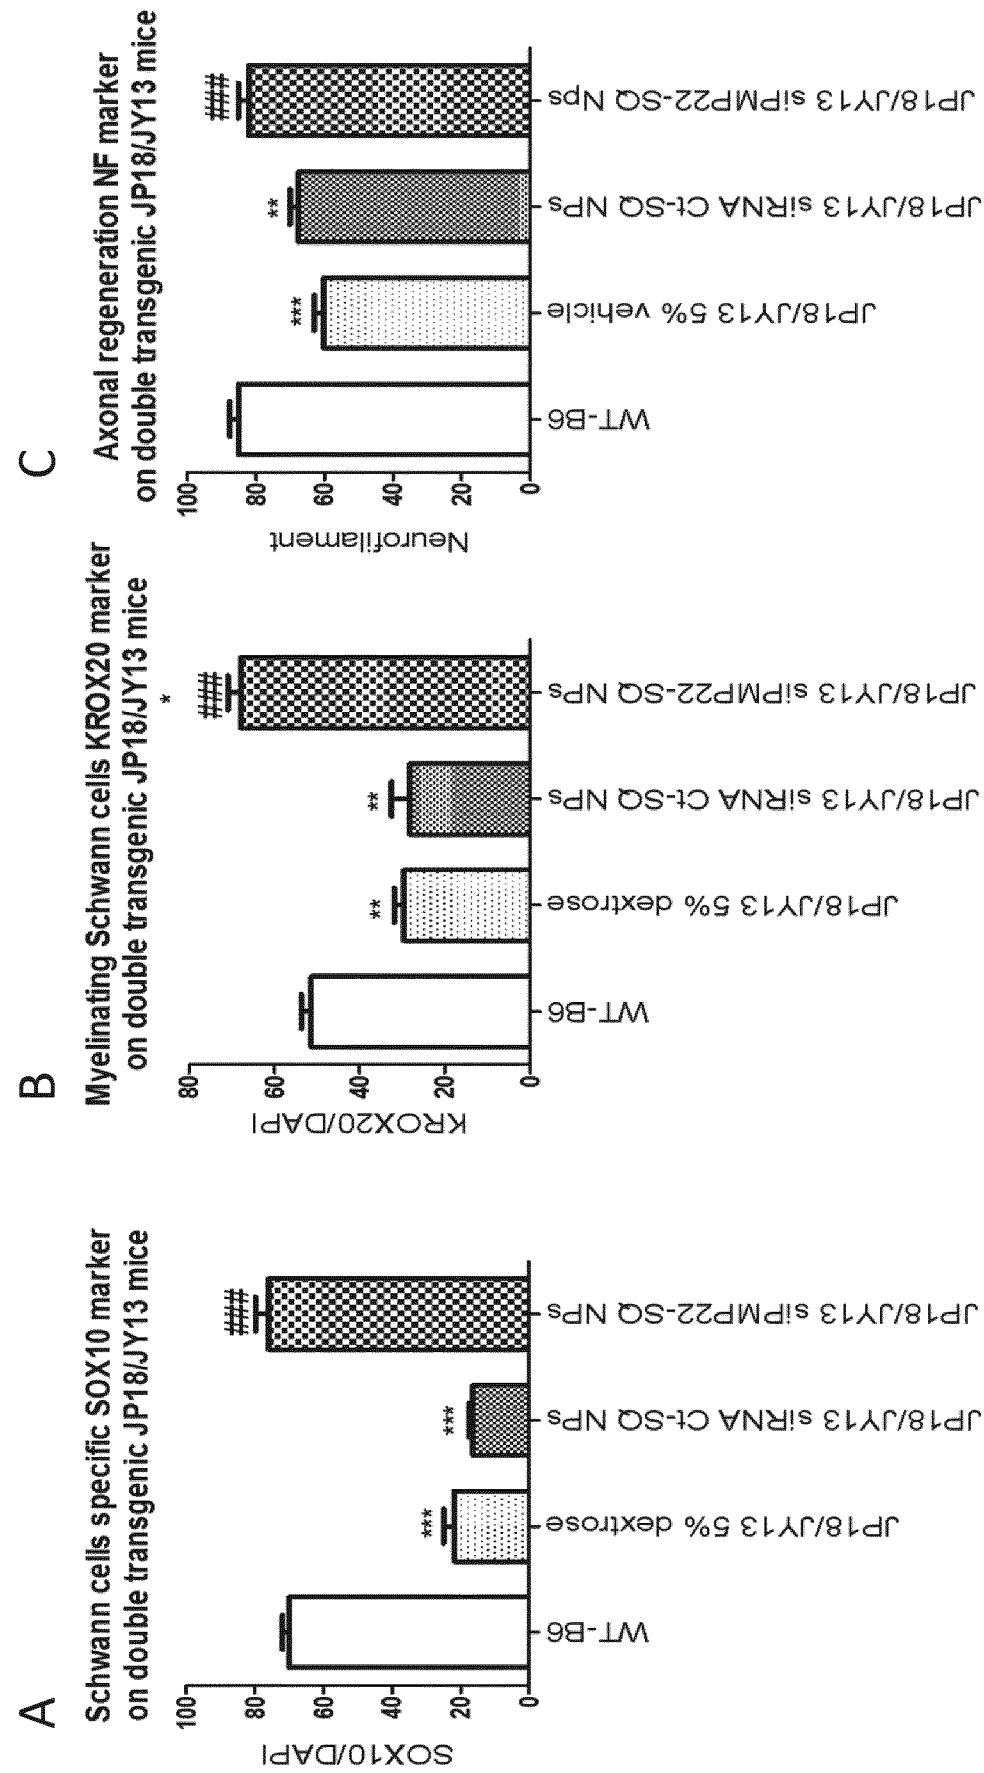 A
Schwann cells specific SOX10 marker
on double transgenic JP18/JY13 mice
SOX10/DAPI
100
80
60
40
20
0
***
***
###
WT-B6
JP18/JY13 5% dextrose
JP18/JY13 siRNA Ct-SQ NPs
JP18/JY13 siPMP22-SQ NPs
B
Myelinating Schwann cells KROX20 marker
on double transgenic JP18/JY13 mice
KROX20/DAPI
80
60
40
20
0
**
**
*
###
WT-B6
JP18/JY13 5% dextrose
JP18/JY13 siRNA Ct-SQ NPs
JP18/JY13 siPMP22-SQ NPs
C
Axonal regeneration NF marker
on double transgenic JP18/JY13 mice
Neurofilament
100
80
60
40
20
0
***
**
###
WT-B6
JP18/JY13 5% vehicle
JP18/JY13 siRNA Ct-SQ NPs
JP18/JY13 siPMP22-SQ Nps